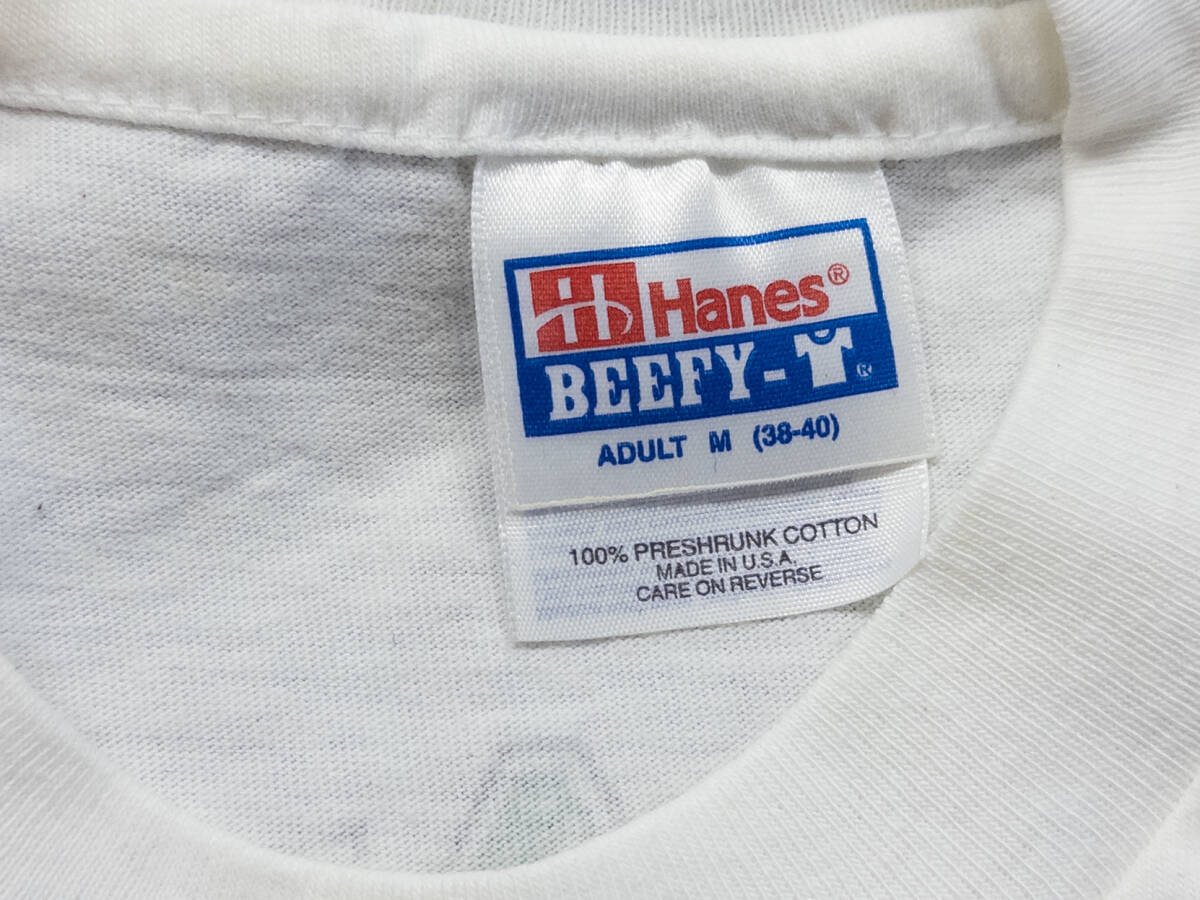 Hanes®
BEEFY-T®
ADULT M (38-40)
100% PRESHRUNK COTTON
MADE IN U.S.A.
CARE ON REVERSE